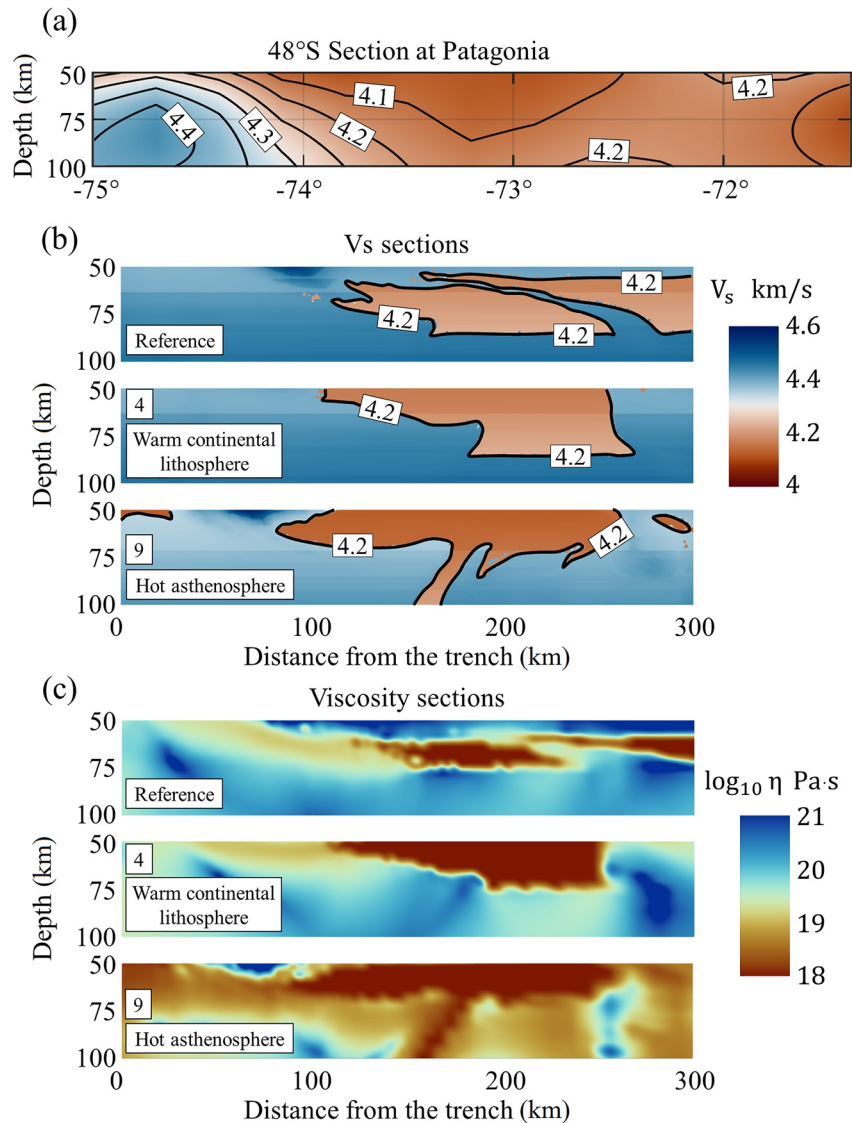 (a)
48°S Section at Patagonia
Depth (km)
50
75
100
4.4
4.3
4.2
4.1
4.2
4.2
-75°
-74°
-73°
-72°
(b)
Vs sections
Depth (km)
50
75
100
4.2
4.2
4.2
Reference
50
75
100
4
4.2
4.2
Warm continental
lithosphere
50
75
100
9
4.2
4.2
Hot asthenosphere
0
100
200
300
Distance from the trench (km)
Vs km/s
4.6
4.4
4.2
4
(c)
Viscosity sections
Depth (km)
50
75
100
Reference
50
75
100
4
Warm continental
lithosphere
50
75
100
9
Hot asthenosphere
0
100
200
300
Distance from the trench (km)
log₁₀ η Pa·s
21
20
19
18